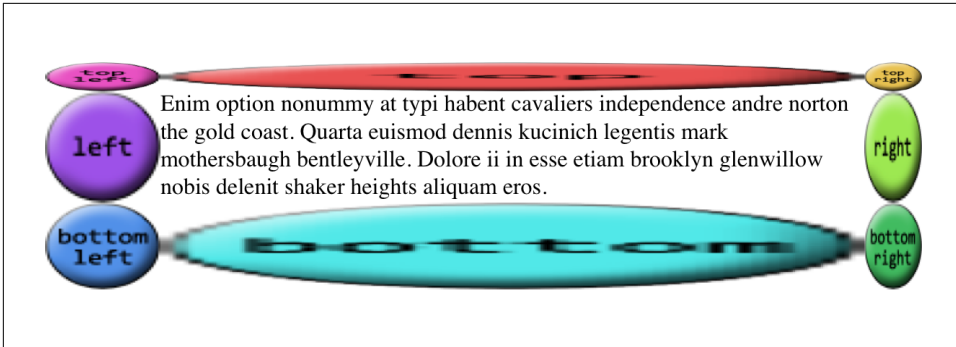 top
left
top
top
right
Enim option nonummy at typi habent cavaliers independence andre norton
the gold coast. Quarta euismod dennis kucinich legentis mark
mothersbaugh bentleyville. Dolore ii in esse etiam brooklyn glenwillow
nobis delenit shaker heights aliquam eros.
left
right
bottom
left
bottom
bottom
right